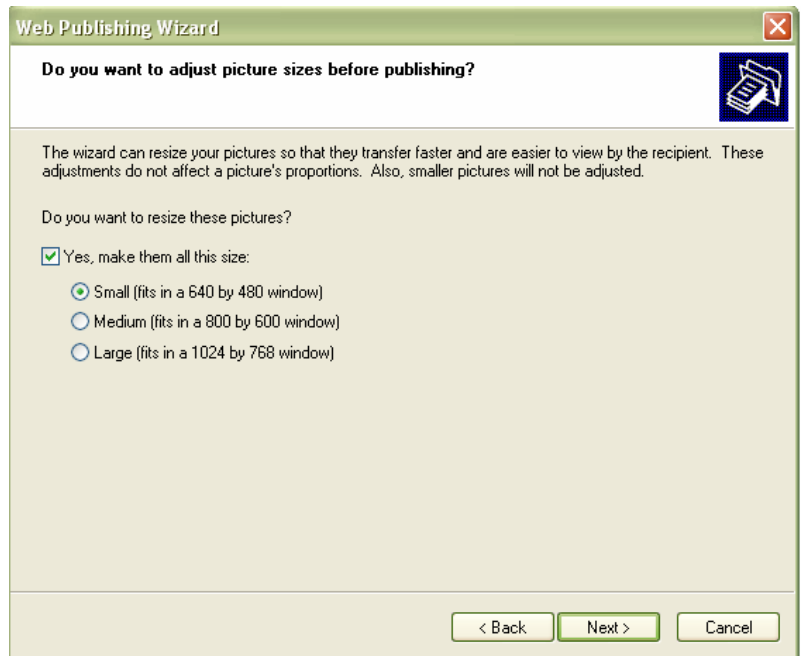 Web Publishing Wizard
Do you want to adjust picture sizes before publishing?
The wizard can resize your pictures so that they transfer faster and are easier to view by the recipient. These
adjustments do not affect a picture's proportions. Also, smaller pictures will not be adjusted.
Do you want to resize these pictures?
Yes, make them all this size:
Small (fits in a 640 by 480 window)
Medium (fits in a 800 by 600 window)
Large (fits in a 1024 by 768 window)
< Back Next > Cancel